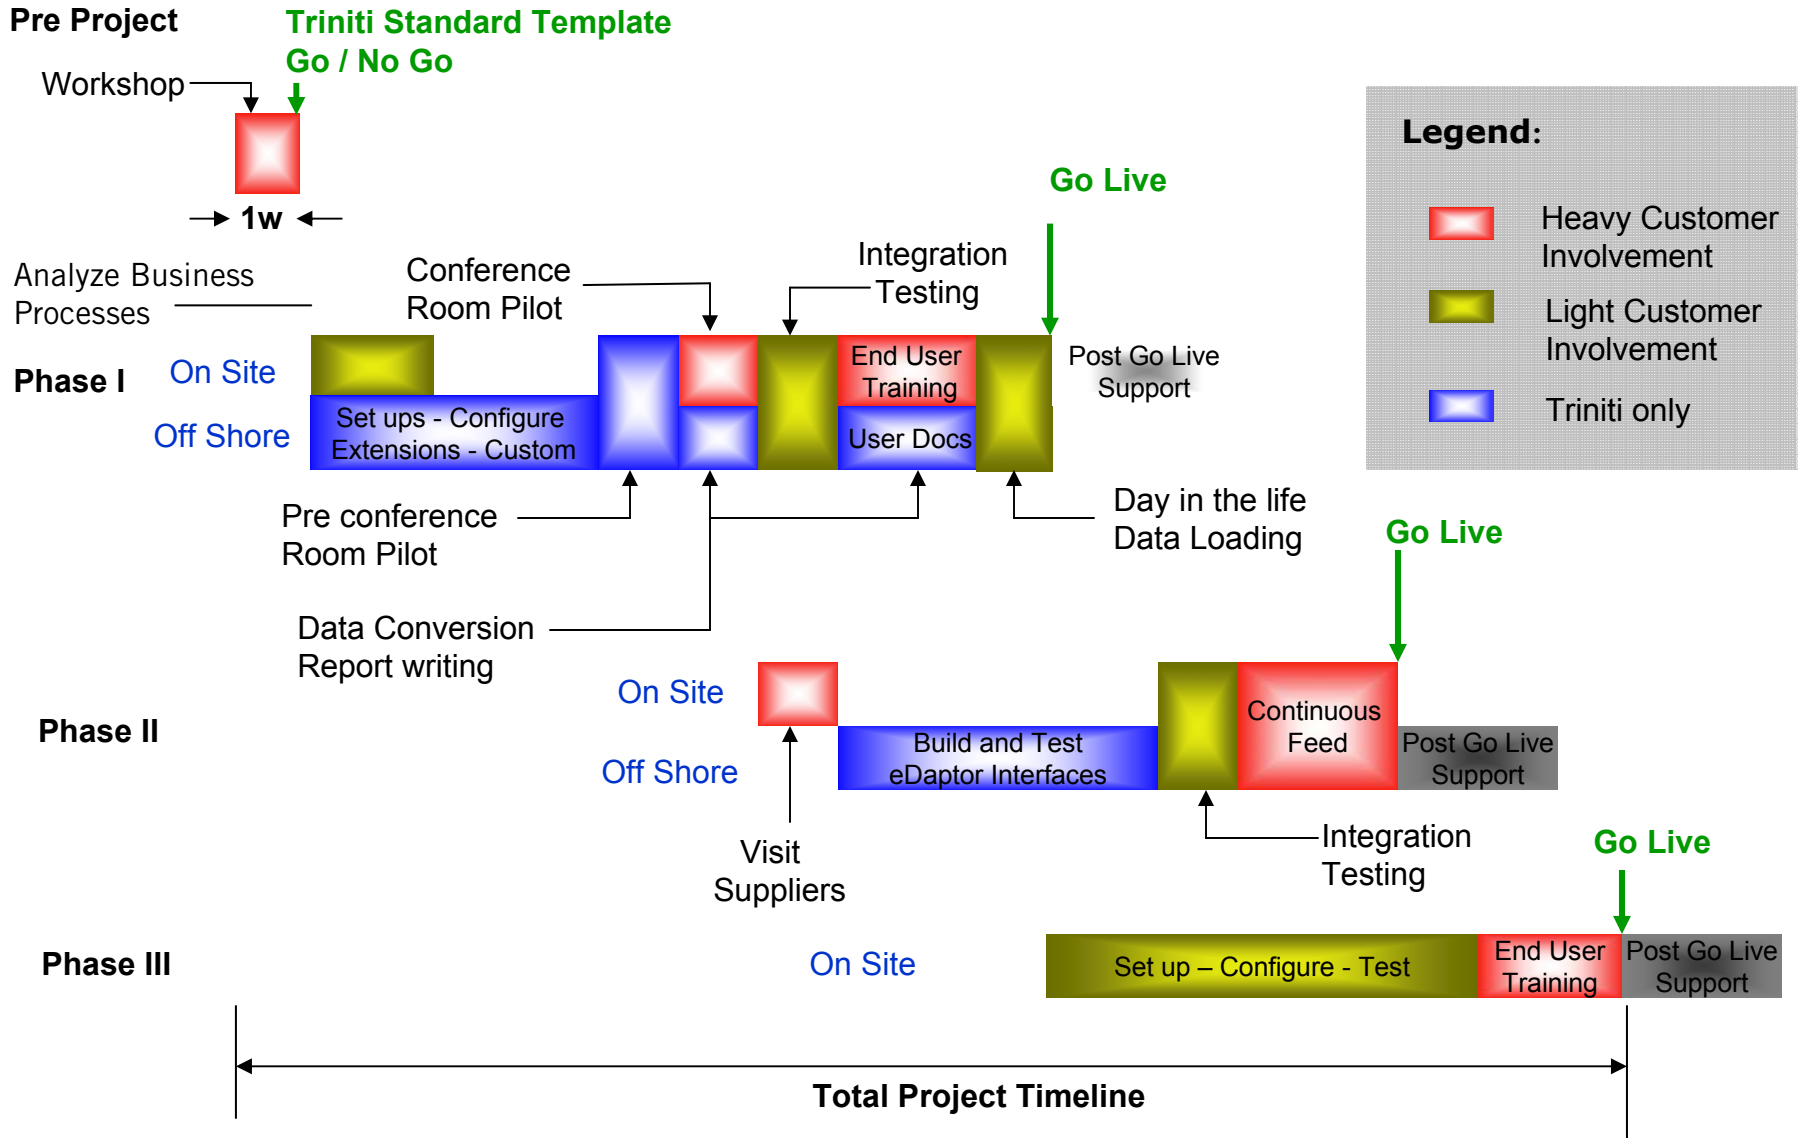 Pre Project
Triniti Standard Template
Go / No Go
Workshop
1w
Legend:
Heavy Customer
Involvement
Light Customer
Involvement
Triniti only
Go Live
Analyze Business
Processes
Conference
Room Pilot
Integration
Testing
Phase I
On Site
Off Shore
Set ups - Configure
Extensions - Custom
End User
Training
User Docs
Post Go Live
Support
Pre conference
Room Pilot
Day in the life
Data Loading
Data Conversion
Report writing
Go Live
Phase II
On Site
Off Shore
Build and Test
eDaptor Interfaces
Continuous
Feed
Post Go Live
Support
Visit
Suppliers
Integration
Testing
Go Live
Phase III
On Site
Set up – Configure - Test
End User
Training
Post Go Live
Support
Total Project Timeline